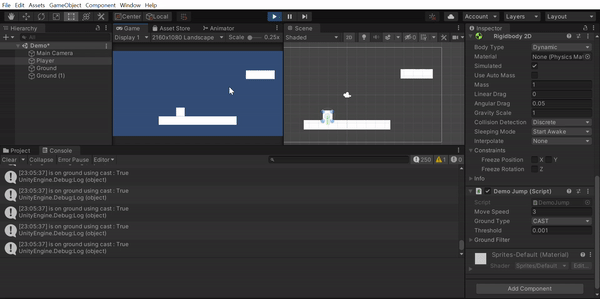 File Edit Assets GameObject Component Window Help
Center Local
Account Layers Layout
Hierarchy
All
Demo*
Main Camera
Player
Ground
Ground (1)
Game Asset Store Animator
Display 1 2160x1080 Landscape Scale 0.25x
Scene
Shaded 2D
Project Console
Clear Collapse Error Pause Editor 250 1 0
[23:05:37] is on ground using cast : True
UnityEngine.Debug:Log (object)
[23:05:37] is on ground using cast : True
UnityEngine.Debug:Log (object)
[23:05:37] is on ground using cast : True
UnityEngine.Debug:Log (object)
[23:05:37] is on ground using cast : True
UnityEngine.Debug:Log (object)
[23:05:37] is on ground using cast : True
UnityEngine.Debug:Log (object)
Inspector
Rigidbody 2D
Body Type Dynamic
Material None (Physics Mat
Simulated
Use Auto Mass
Mass 1
Linear Drag 0
Angular Drag 0.05
Gravity Scale 1
Collision Detection Discrete
Sleeping Mode Start Awake
Interpolate None
Constraints
Freeze Position X Y
Freeze Rotation Z
Info
Demo Jump (Script)
Script DemoJump
Move Speed 3
Ground Type CAST
Threshold 0.001
Ground Filter
Sprites-Default (Material)
Shader Sprites/Default Edit...
Add Component